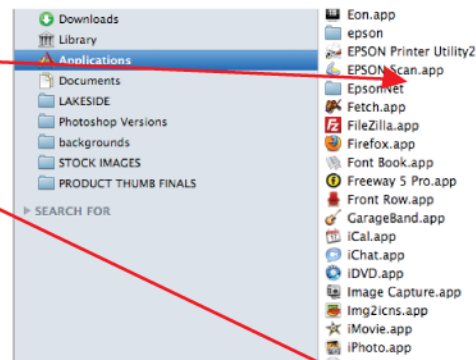 Downloads
Library
Applications
Documents
LAKESIDE
Photoshop Versions
backgrounds
STOCK IMAGES
PRODUCT THUMB FINALS
SEARCH FOR
Eon.app
epson
EPSON Printer Utility2
EPSON Scan.app
EpsonNet
Fetch.app
FileZilla.app
Firefox.app
Font Book.app
Freeway 5 Pro.app
Front Row.app
GarageBand.app
iCal.app
iChat.app
iDVD.app
Image Capture.app
Img2icns.app
iMovie.app
iPhoto.app